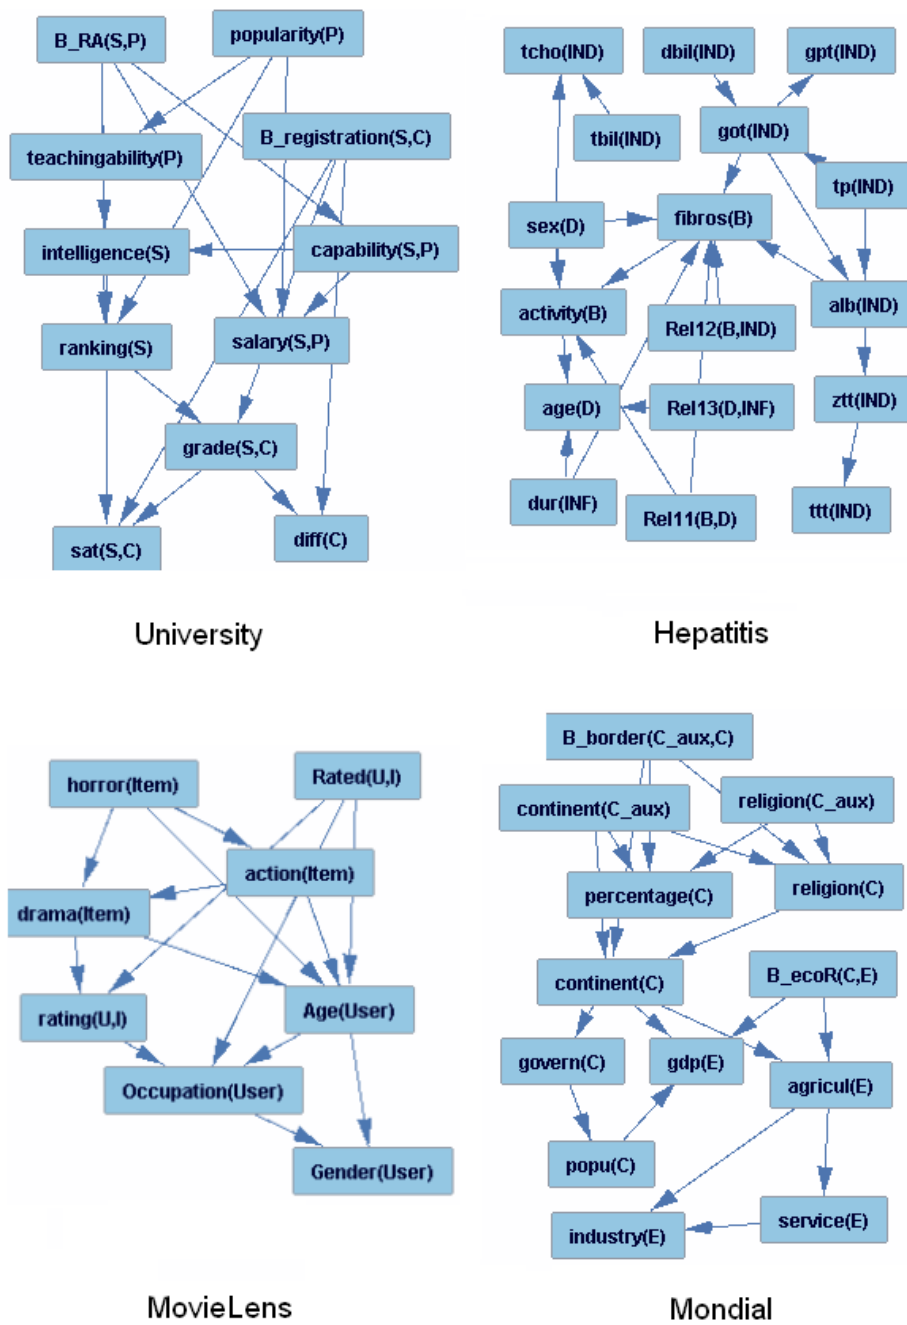 B_RA(S,P)
popularity(P)
B_registration(S,C)
teachingability(P)
intelligence(S)
capability(S,P)
ranking(S)
salary(S,P)
grade(S,C)
sat(S,C)
diff(C)
University
tcho(IND)
dbil(IND)
gpt(IND)
tbil(IND)
got(IND)
tp(IND)
sex(D)
fibros(B)
activity(B)
Rel12(B,IND)
alb(IND)
age(D)
Rel13(D,INF)
ztt(IND)
dur(INF)
Rel11(B,D)
ttt(IND)
Hepatitis
horror(Item)
Rated(U,I)
action(Item)
drama(Item)
rating(U,I)
Age(User)
Occupation(User)
Gender(User)
MovieLens
B_border(C_aux,C)
continent(C_aux)
religion(C_aux)
percentage(C)
religion(C)
continent(C)
B_ecoR(C,E)
govern(C)
gdp(E)
agricul(E)
popu(C)
industry(E)
service(E)
Mondial